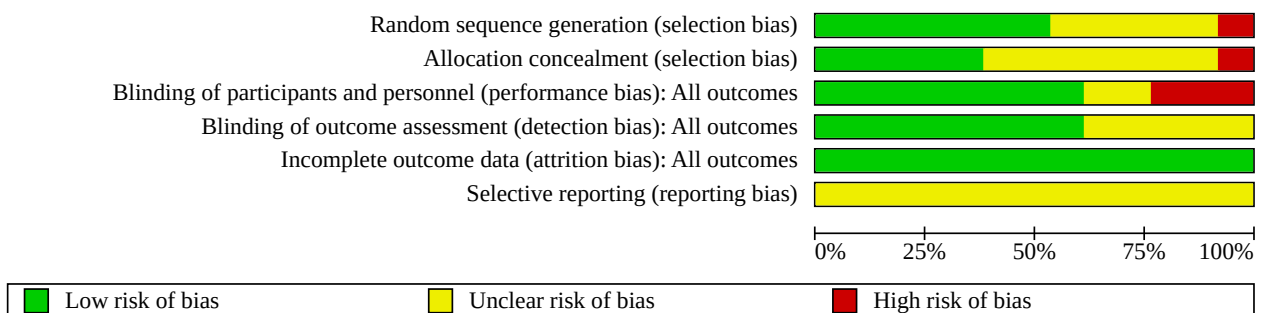 Random sequence generation (selection bias)
Allocation concealment (selection bias)
Blinding of participants and personnel (performance bias): All outcomes
Blinding of outcome assessment (detection bias): All outcomes
Incomplete outcome data (attrition bias): All outcomes
Selective reporting (reporting bias)
0% 25% 50% 75% 100%
Low risk of bias Unclear risk of bias High risk of bias